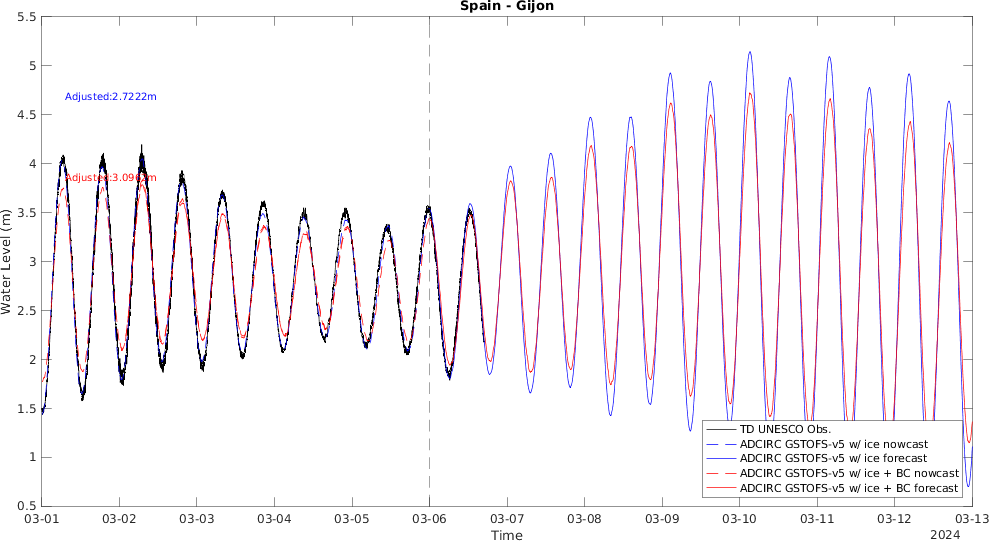 Spain - Gijon
5.5
5
4.5
4
3.5
3
2.5
2
1.5
1
0.5
Water Level (m)
Adjusted:2.7222m
TD UNESCO Obs.
ADCIRC GSTOFS-v5 w/ ice nowcast
ADCIRC GSTOFS-v5 w/ ice forecast
ADCIRC GSTOFS-v5 w/ ice + BC nowcast
ADCIRC GSTOFS-v5 w/ ice + BC forecast
03-01 03-02 03-03 03-04 03-05 03-06 03-07 03-08 03-09 03-10 03-11 03-12 03-13
Time
2024